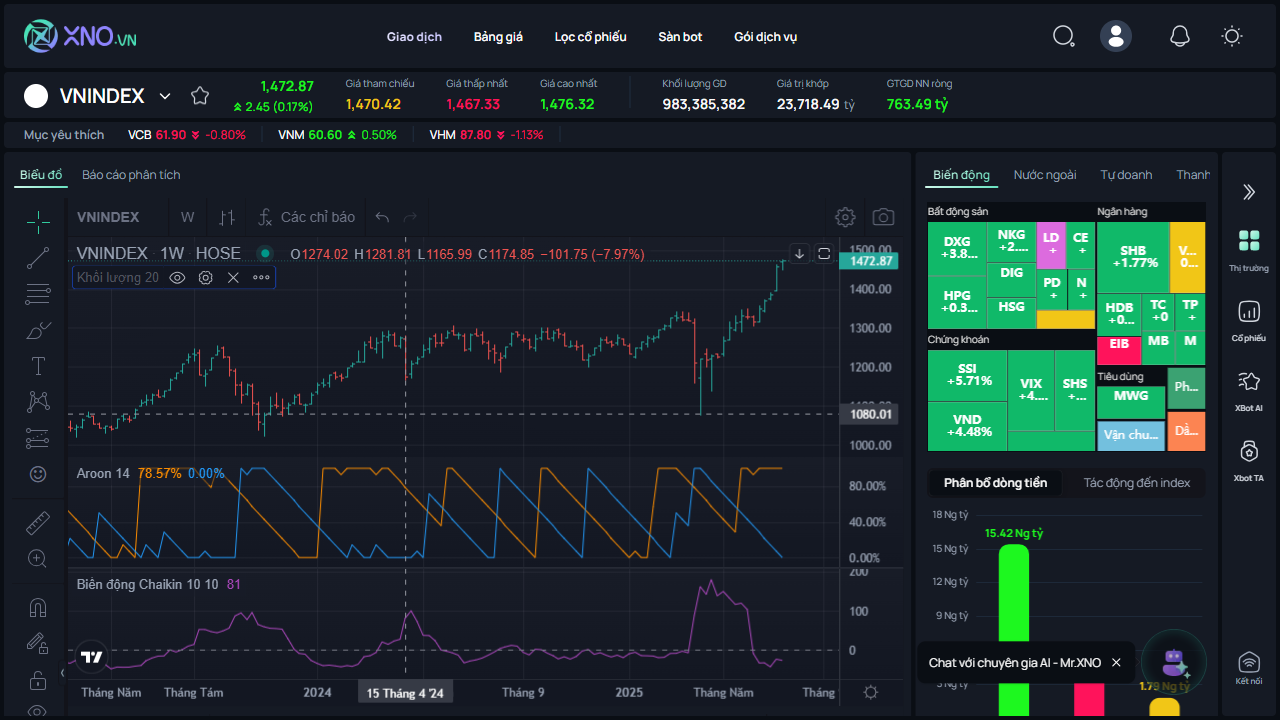 XNO.VN
Giao dịch Bảng giá Lọc cổ phiếu Sàn bot Gói dịch vụ
VNINDEX
1,472.87
2.45 (0.17%)
Giá tham chiếu
1,470.42
Giá thấp nhất
1,467.33
Giá cao nhất
1,476.32
Khối lượng GD
983,385,382
Giá trị khớp
23,718.49 tỷ
GTGD NN ròng
763.49 tỷ
Mục yêu thích VCB 61.90 -0.80% VNM 60.60 0.50% VHM 87.80 -1.13%
Biểu đồ Báo cáo phân tích
VNINDEX W Các chỉ báo
VNINDEX · 1W · HOSE O1274.02 H1281.81 L1165.99 C1174.85 −101.75 (−7.97%)
Khối lượng 20
1500.00
1472.87
1400.00
1300.00
1200.00
1080.01
1000.00
Aroon 14 78.57% 0.00%
80.00%
40.00%
0.00%
Biên động Chaikin 10 10 81
200
100
0
Tháng Năm Tháng Tám 2024 15 Tháng 4 '24 Tháng 9 2025 Tháng Năm Tháng
Biến động Nước ngoài Tự doanh Thanh
Bất động sản
DXG
+3.8...
NKG
+2....
LD
+
CE
+
HPG
+0.3...
DIG
HSG
PD
+
N
+
Ngân hàng
SHB
+1.77%
V...
0...
HDB
+0...
TC
+0
TP
+
EIB
MB
M
Chứng khoán
SSI
+5.71%
VND
+4.48%
VIX
+4....
SHS
+...
Tiêu dùng
MWG
Ph...
Vận chu...
Dầ...
Phân bổ dòng tiền Tác động đến index
18 Ng tỷ
15.42 Ng tỷ
15 Ng tỷ
12 Ng tỷ
9 Ng tỷ
Chat với chuyên gia AI - Mr.XNO
1.79 Ng tỷ
Thị trường
Cổ phiếu
XBot AI
Xbot TA
Kết nối